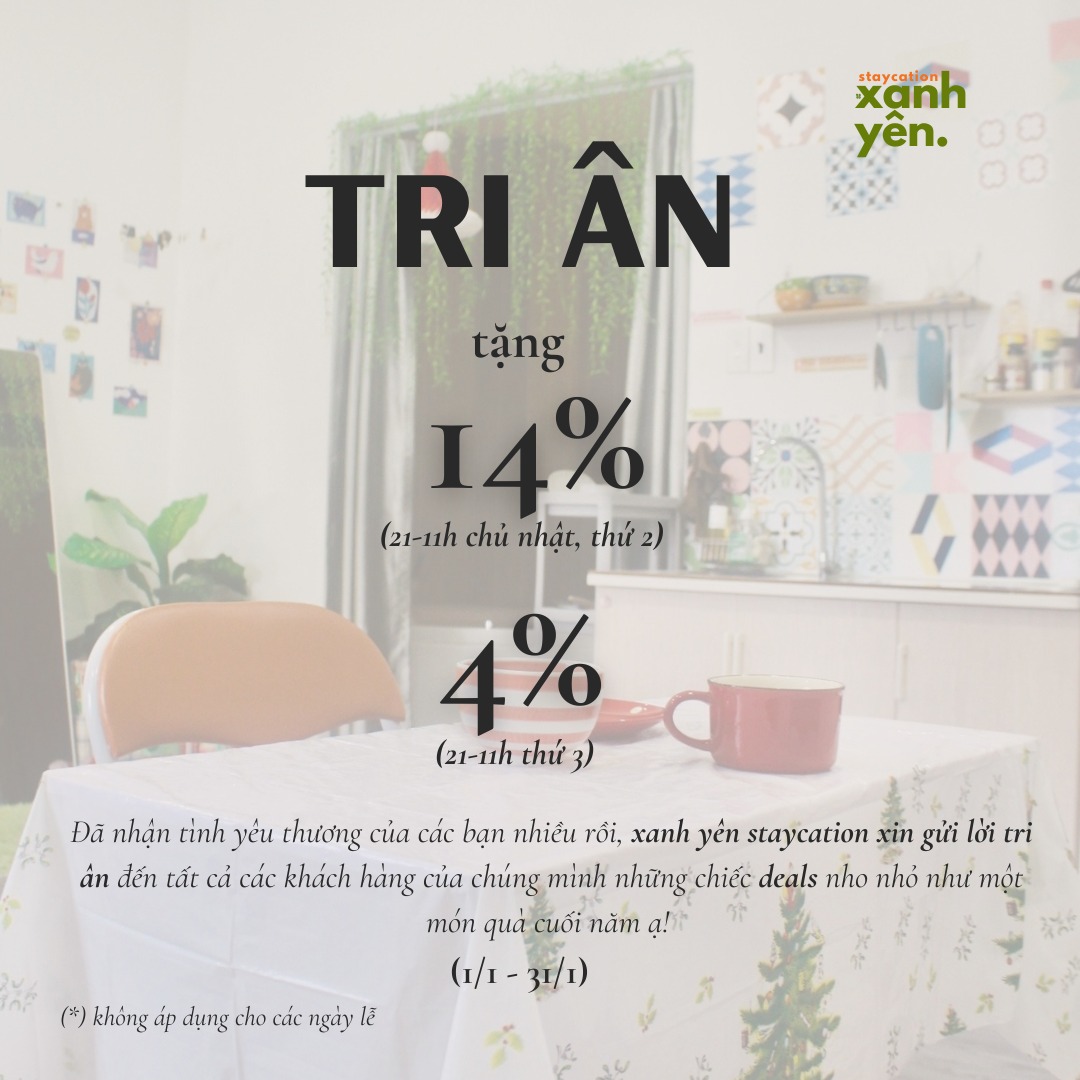 staycation
xanh
yên.
TRI ÂN
tặng
14%
(21-11h chủ nhật, thứ 2)
4%
(21-11h thứ 3)
Đã nhận tình yêu thương của các bạn nhiều rồi, xanh yên staycation xin gửi lời tri
ân đến tất cả các khách hàng của chúng mình những chiếc deals nho nhỏ như một
món quà cuối năm ạ!
(1/1 - 31/1)
(*) không áp dụng cho các ngày lễ